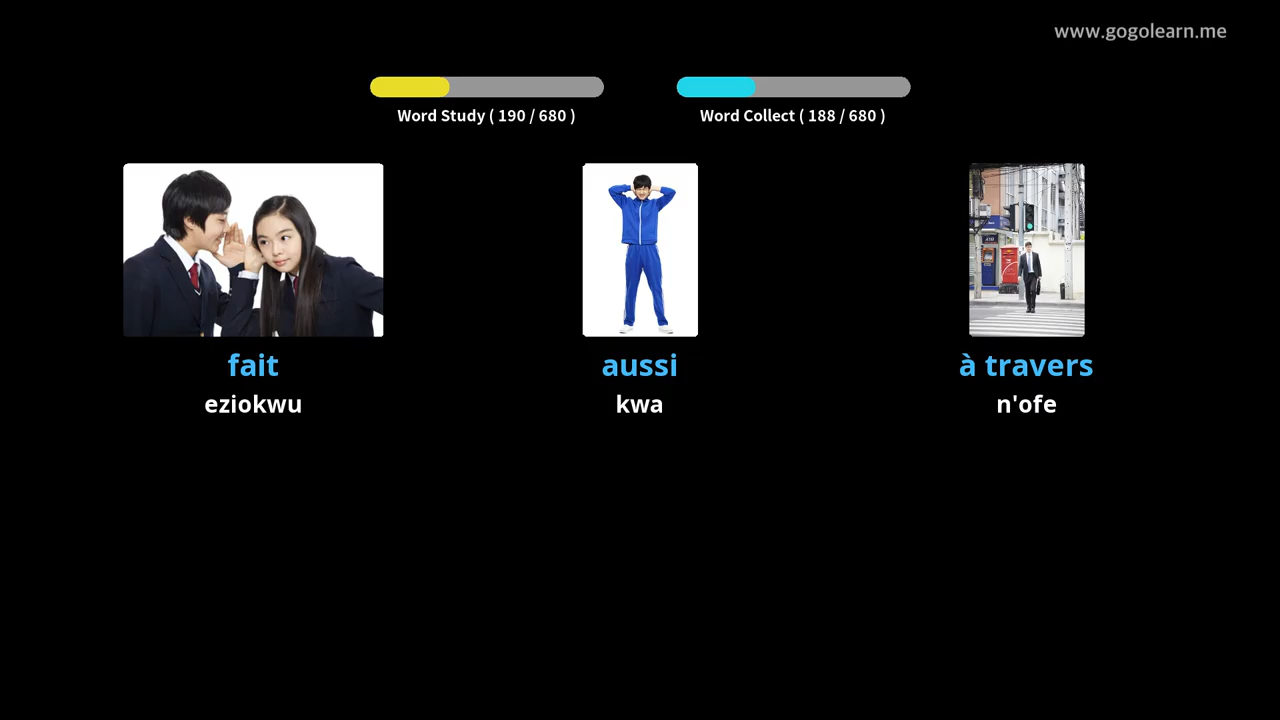 www.gogolearn.me
Word Study ( 190 / 680 )
Word Collect ( 188 / 680 )
fait
eziokwu
aussi
kwa
à travers
n'ofe